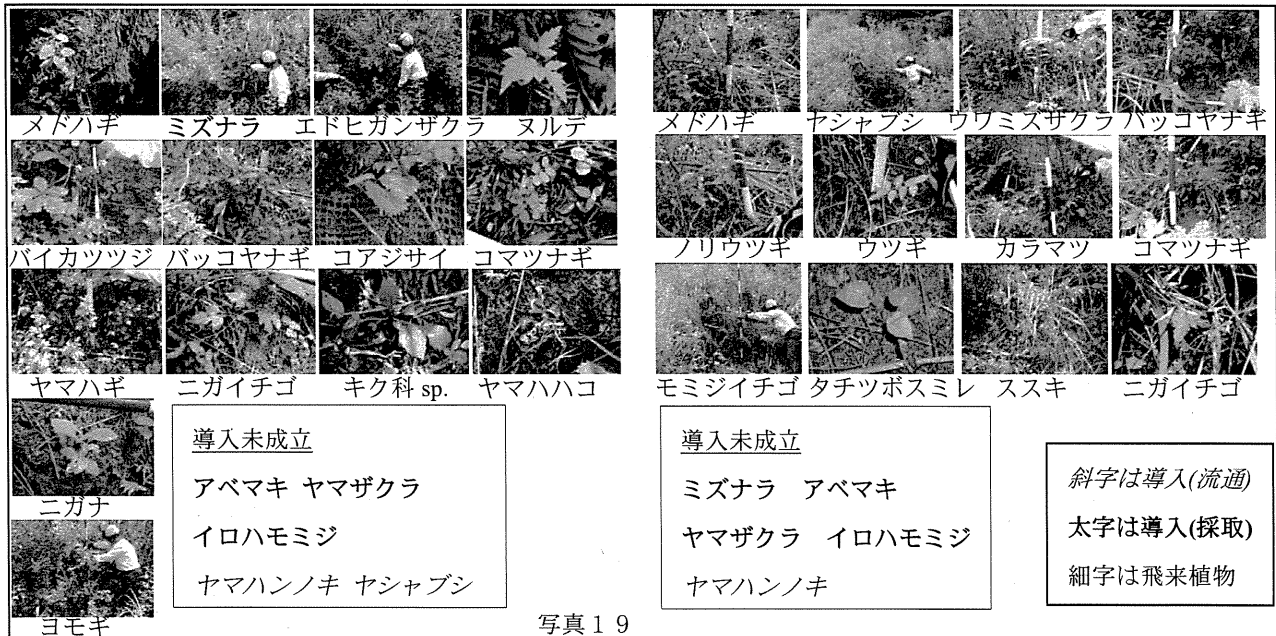 メドハギ ミズナラ エドヒガンザクラ ヌルデ
バイカツツジ バッコヤナギ コアジサイ コマツナギ
ヤマハギ ニガイチゴ キク科 sp. ヤマハハコ
ニガナ
ヨモギ
導入未成立
アベマキ ヤマザクラ
イロハモミジ
ヤマハンノキ ヤシャブシ
メドハギ ヤシャブシ ウワミズザクラ バッコヤナギ
ノリウツギ ウツギ カラマツ コマツナギ
モミジイチゴ タチツボスミレ ススキ ニガイチゴ
導入未成立
ミズナラ アベマキ
ヤマザクラ イロハモミジ
ヤマハンノキ
斜字は導入(流通)
太字は導入(採取)
細字は飛来植物
写真19